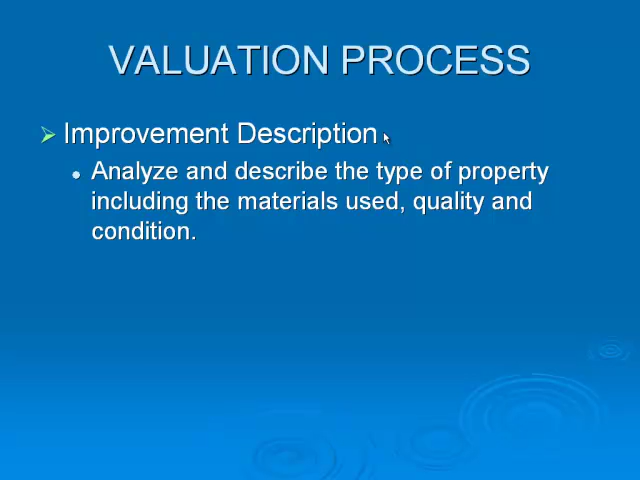 VALUATION PROCESS
Improvement Description
Analyze and describe the type of property
including the materials used, quality and
condition.